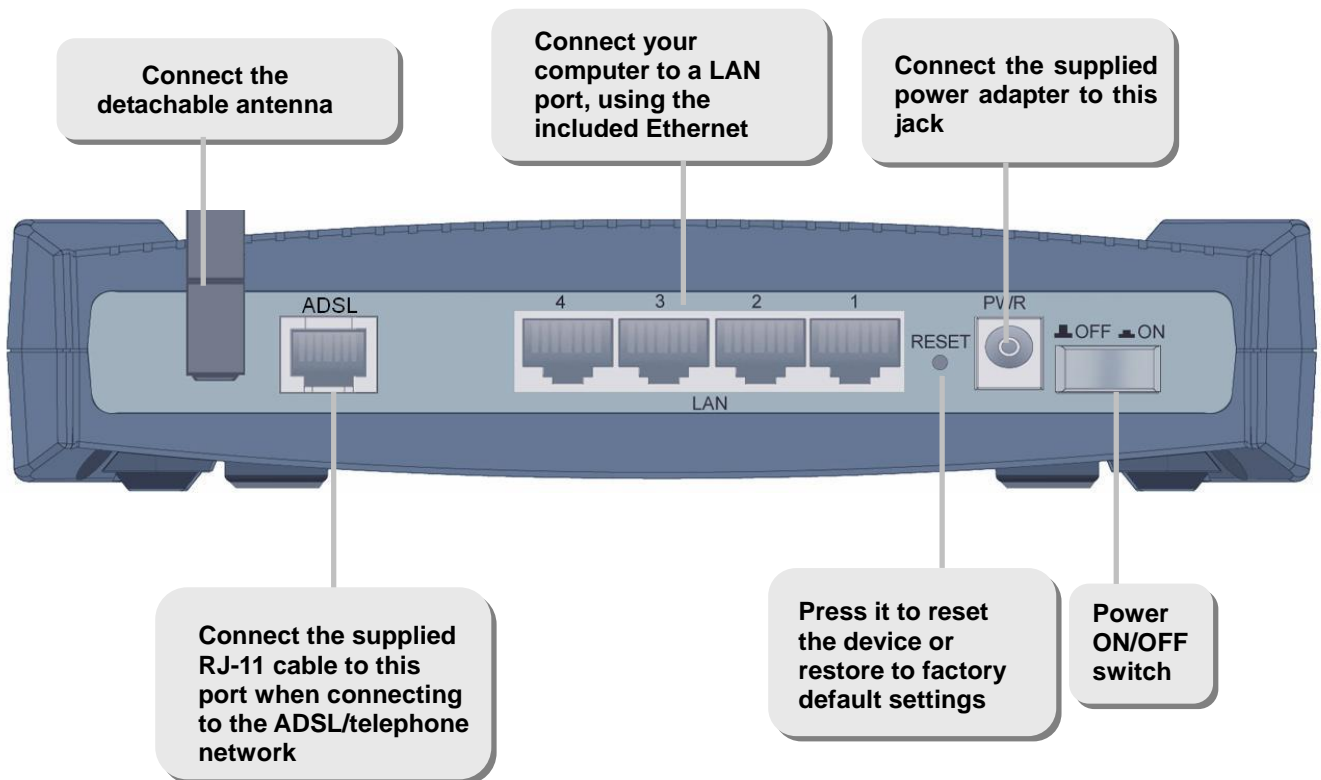 Connect the
detachable antenna
Connect your
computer to a LAN
port, using the
included Ethernet
Connect the supplied
power adapter to this
jack
ADSL
4 3 2 1
LAN
RESET
PWR
OFF ON
Connect the supplied
RJ-11 cable to this
port when connecting
to the ADSL/telephone
network
Press it to reset
the device or
restore to factory
default settings
Power
ON/OFF
switch